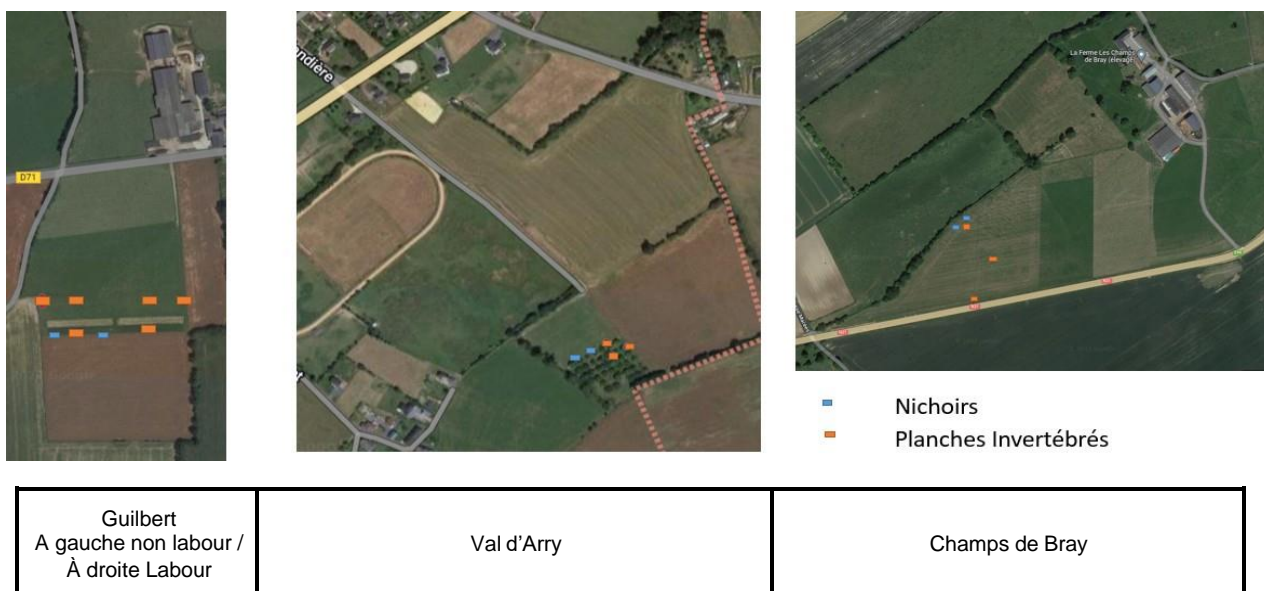 D71
La Ferme Les Champs
de Bray (élevage
Nichoirs
Planches Invertébrés
Guilbert
A gauche non labour /
À droite Labour
Val d'Arry
Champs de Bray